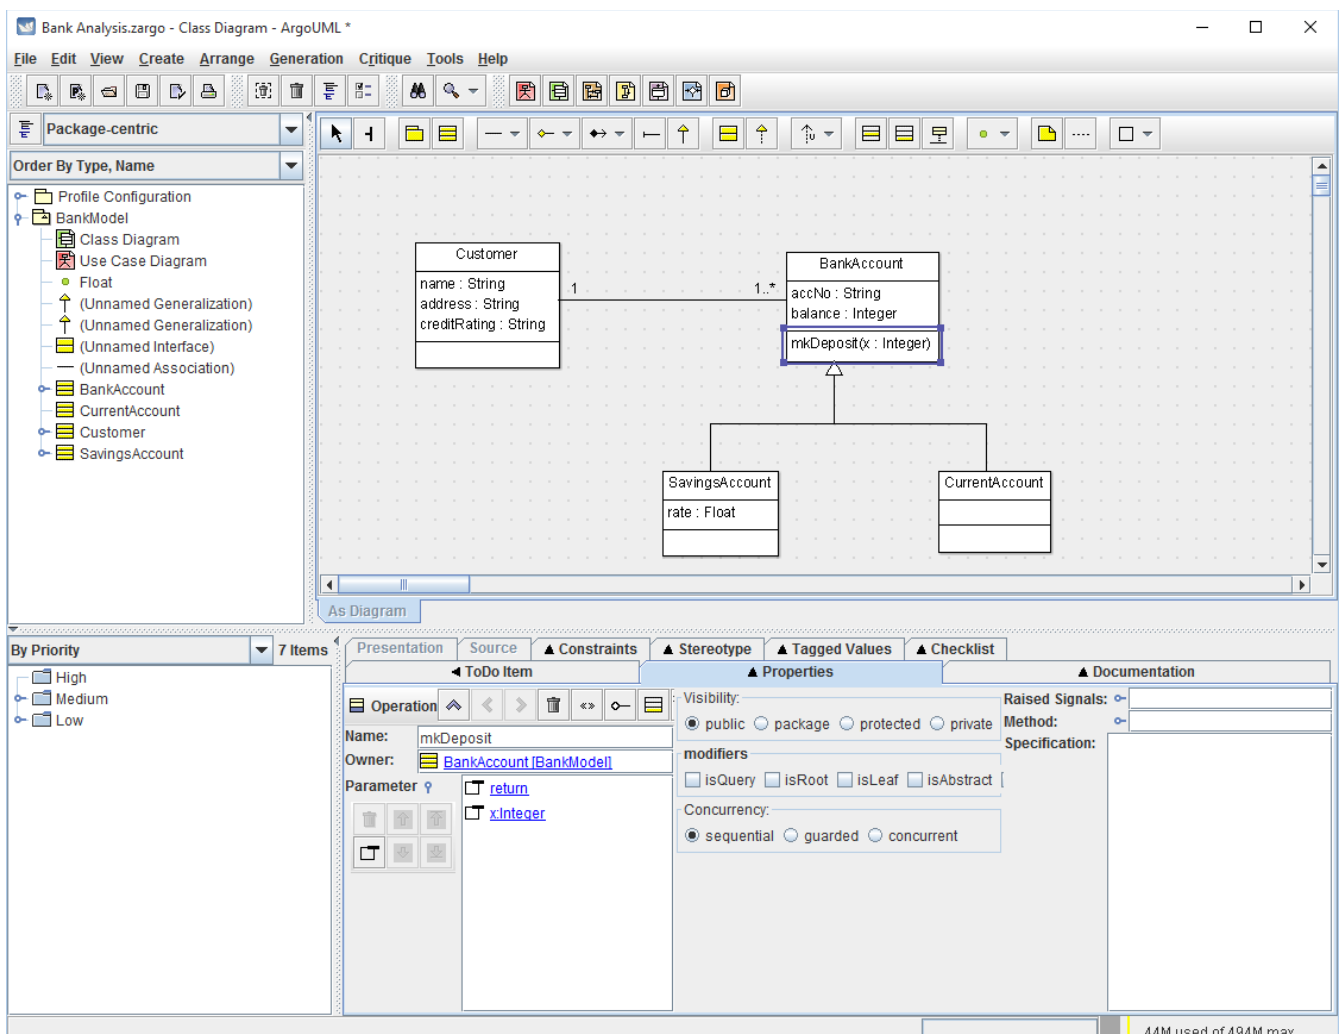 Bank Analysis.zargo - Class Diagram - ArgoUML *
File Edit View Create Arrange Generation Critique Tools Help
Package-centric
Order By Type, Name
Profile Configuration
BankModel
Class Diagram
Use Case Diagram
Float
(Unnamed Generalization)
(Unnamed Generalization)
(Unnamed Interface)
(Unnamed Association)
BankAccount
CurrentAccount
Customer
SavingsAccount
Customer
name : String
address : String
creditRating : String
1
1..*
BankAccount
accNo : String
balance : Integer
mkDeposit(x : Integer)
SavingsAccount
rate : Float
CurrentAccount
As Diagram
By Priority
7 Items
High
Medium
Low
Presentation Source Constraints Stereotype Tagged Values Checklist
ToDo Item Properties Documentation
Operation
Name: mkDeposit
Owner: BankAccount [BankModel]
Parameter
return
x:Integer
Visibility:
public package protected private
modifiers
isQuery isRoot isLeaf isAbstract
Concurrency:
sequential guarded concurrent
Raised Signals:
Method:
Specification:
44M used of 494M max